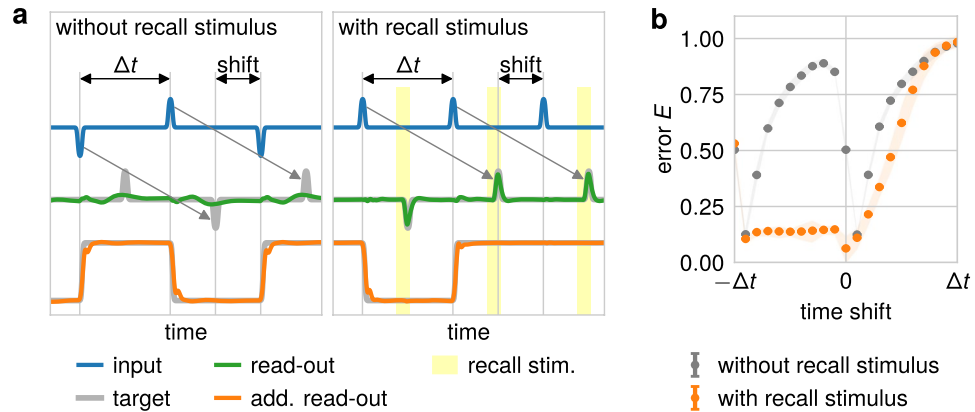 a
without recall stimulus
Δt
shift
with recall stimulus
Δt
shift
time
time
input
read-out
recall stim.
target
add. read-out
b
error E
1.00
0.75
0.50
0.25
0.00
−Δt
0
Δt
time shift
without recall stimulus
with recall stimulus